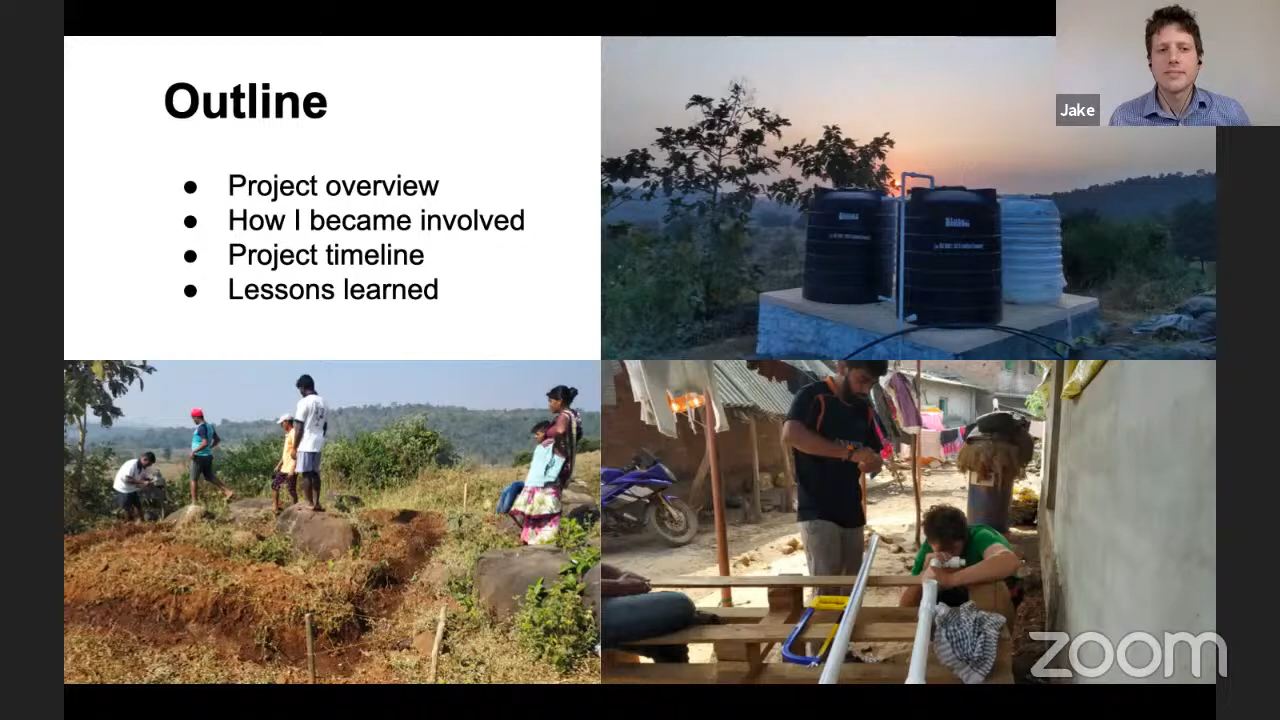 Outline
● Project overview
● How I became involved
● Project timeline
● Lessons learned
Jake
zoom